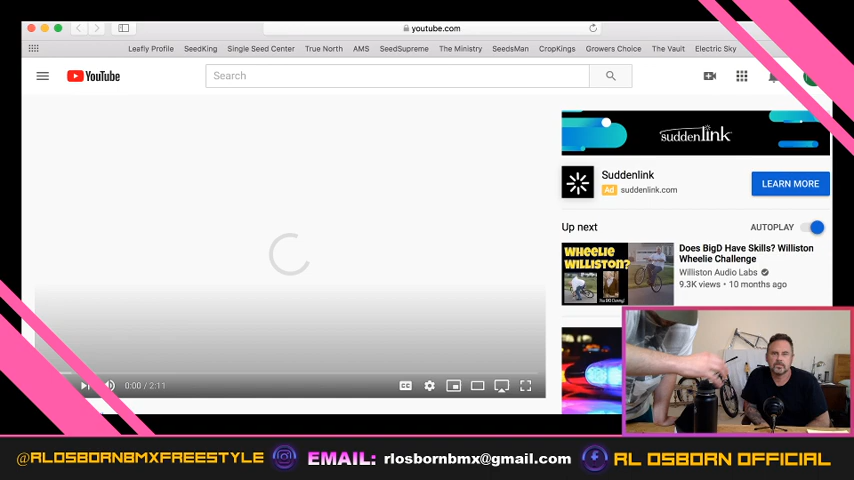 youtube.com
Leafly Profile SeedKing Single Seed Center True North AMS SeedSupreme The Ministry SeedsMan CropKings Growers Choice The Vault Electric Sky
YouTube
Search
suddenlink
Suddenlink
Ad suddenlink.com
LEARN MORE
Up next
AUTOPLAY
WHEELIE WILLISTON?
Does BigD Have Skills? Williston
Wheelie Challenge
Williston Audio Labs
9.3K views • 10 months ago
0:00 / 2:11
CC
@RLOSBORNBMXFREESTYLE EMAIL: rlosbornbmx@gmail.com RL OSBORN OFFICIAL